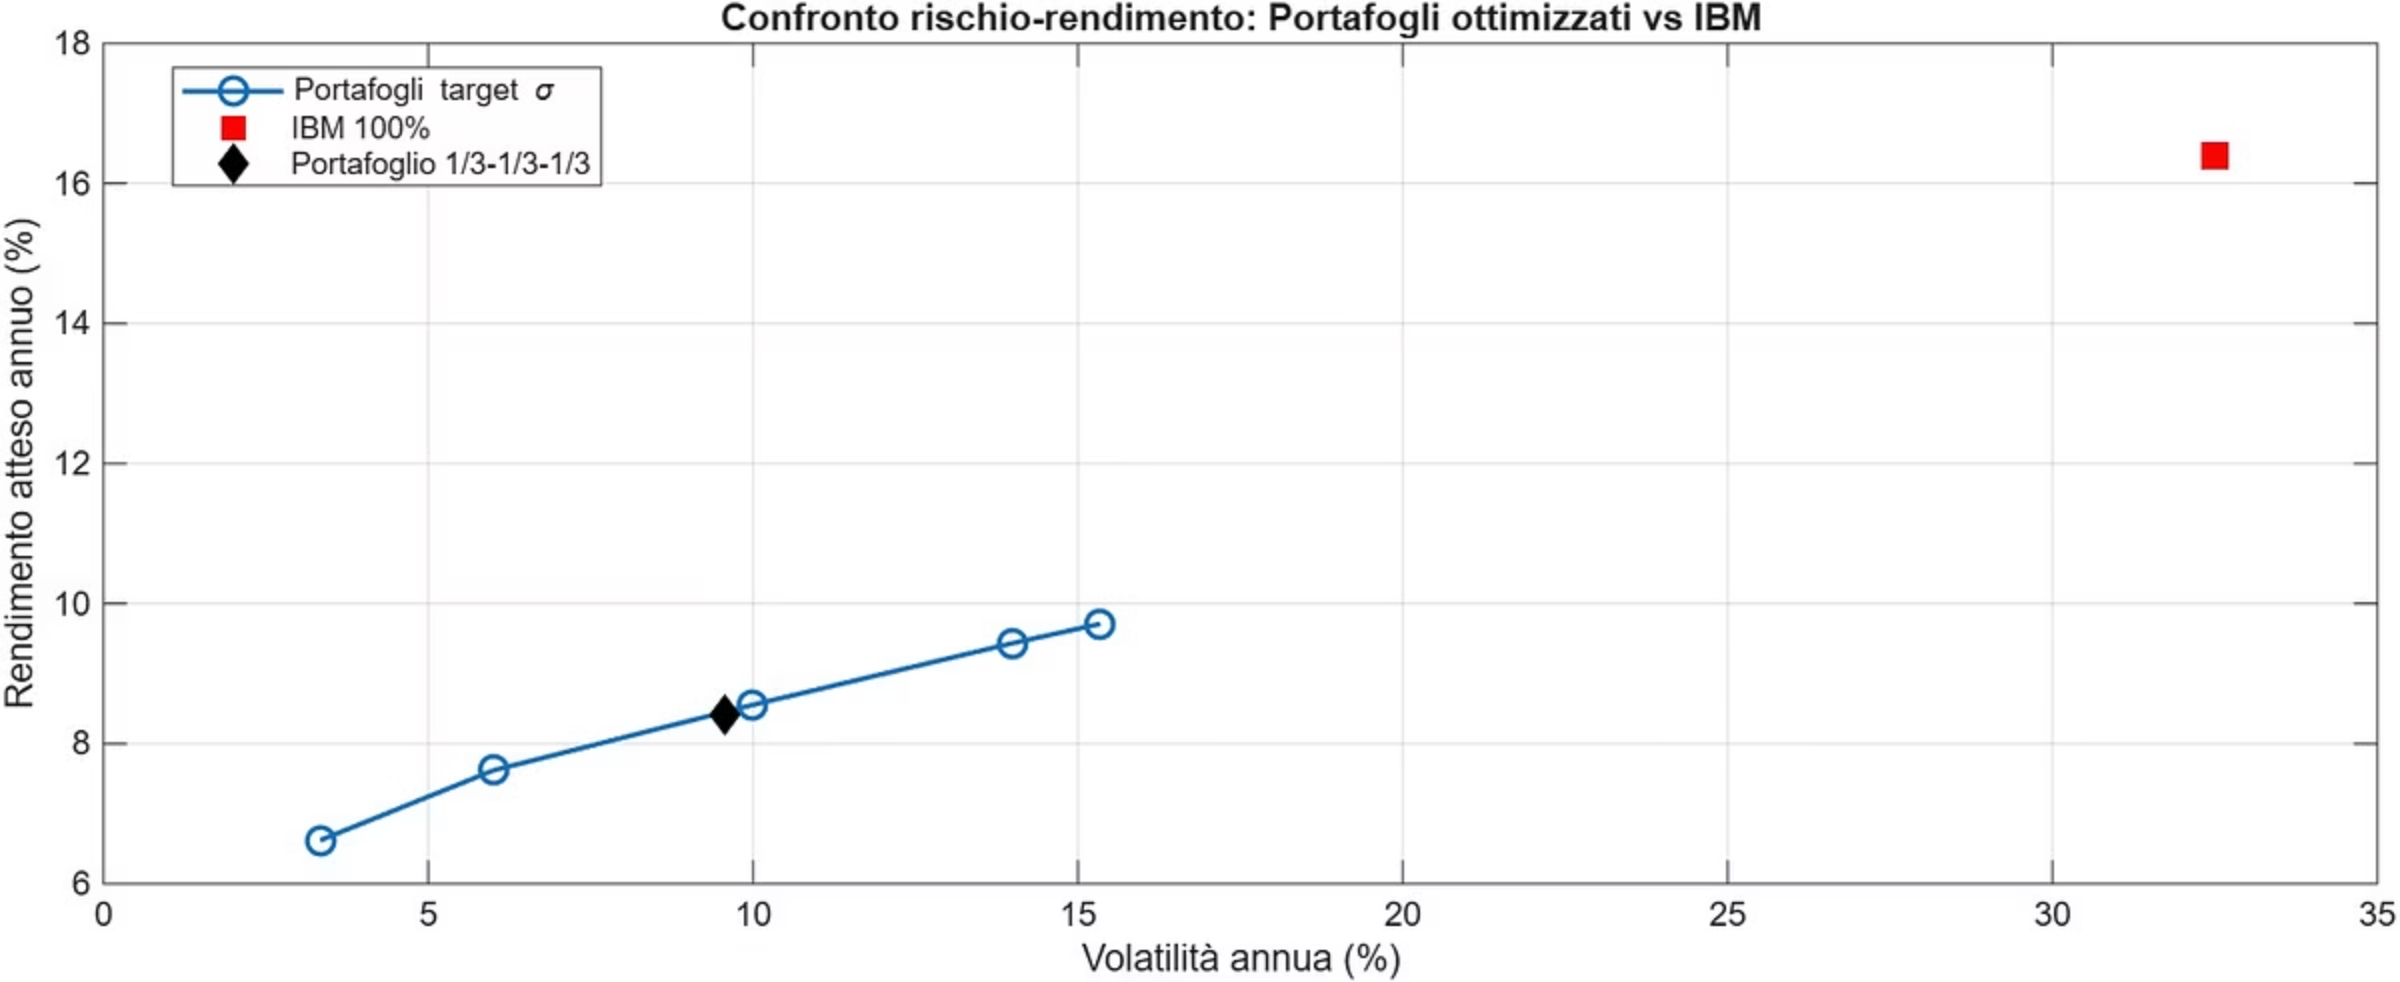 Confronto rischio-rendimento: Portafogli ottimizzati vs IBM
Portafogli target σ
IBM 100%
Portafoglio 1/3-1/3-1/3
Rendimento atteso annuo (%)
18
16
14
12
10
8
6
0 5 10 15 20 25 30 35
Volatilità annua (%)